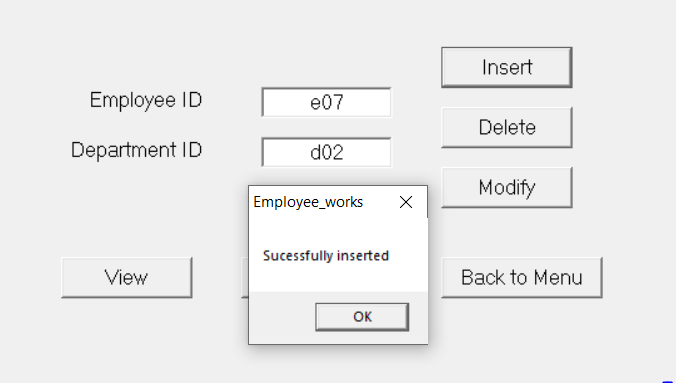 Insert
Employee ID
e07
Delete
Department ID
d02
Modify
Employee_works
Sucessfully inserted
View
Back to Menu
OK